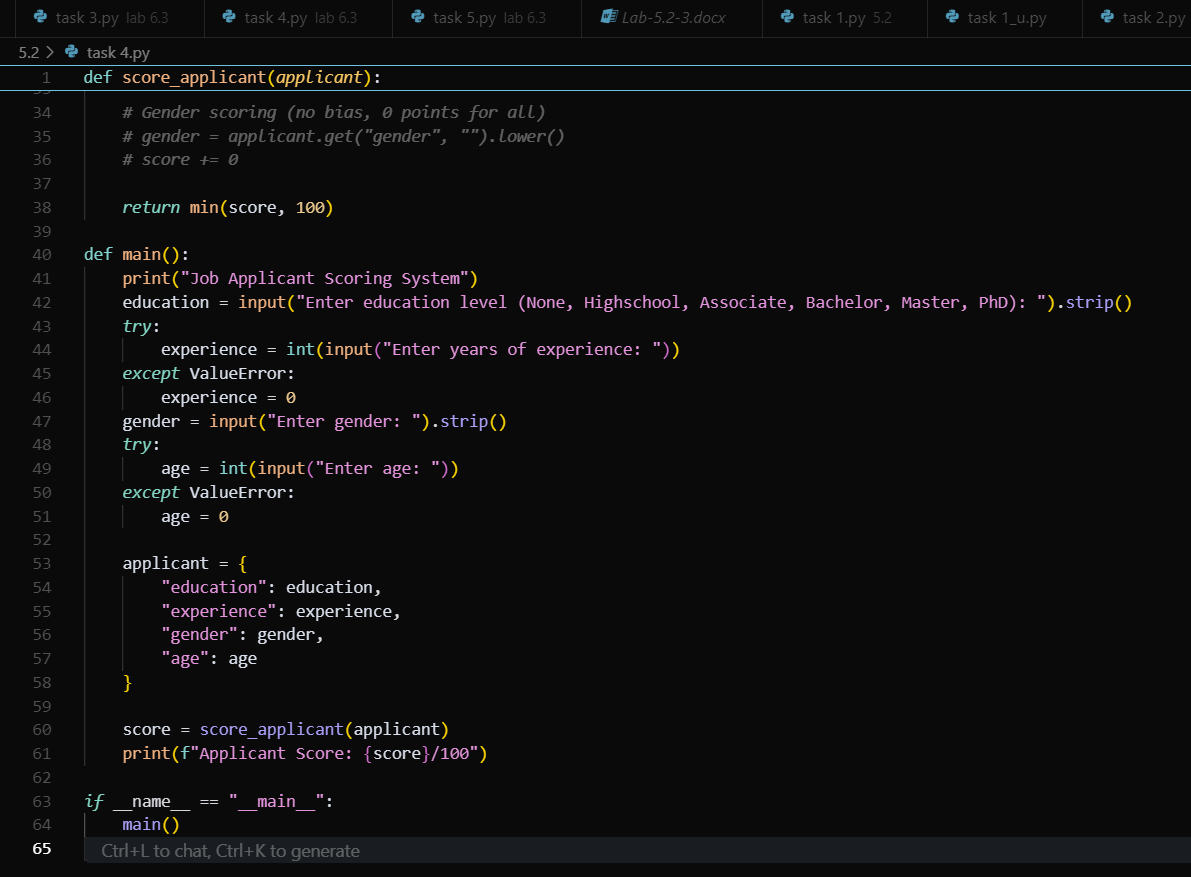 task 3.py lab 6.3 task 4.py lab 6.3 task 5.py lab 6.3 Lab-5.2-3.docx task 1.py 5.2 task 1_u.py task 2.py
5.2 > task 4.py
1 def score_applicant(applicant):
34 # Gender scoring (no bias, 0 points for all)
35 # gender = applicant.get("gender", "").lower()
36 # score += 0
37
38 return min(score, 100)
39
40 def main():
41 print("Job Applicant Scoring System")
42 education = input("Enter education level (None, Highschool, Associate, Bachelor, Master, PhD): ").strip()
43 try:
44 experience = int(input("Enter years of experience: "))
45 except ValueError:
46 experience = 0
47 gender = input("Enter gender: ").strip()
48 try:
49 age = int(input("Enter age: "))
50 except ValueError:
51 age = 0
52
53 applicant = {
54 "education": education,
55 "experience": experience,
56 "gender": gender,
57 "age": age
58 }
59
60 score = score_applicant(applicant)
61 print(f"Applicant Score: {score}/100")
62
63 if __name__ == "__main__":
64 main()
65 Ctrl+L to chat, Ctrl+K to generate